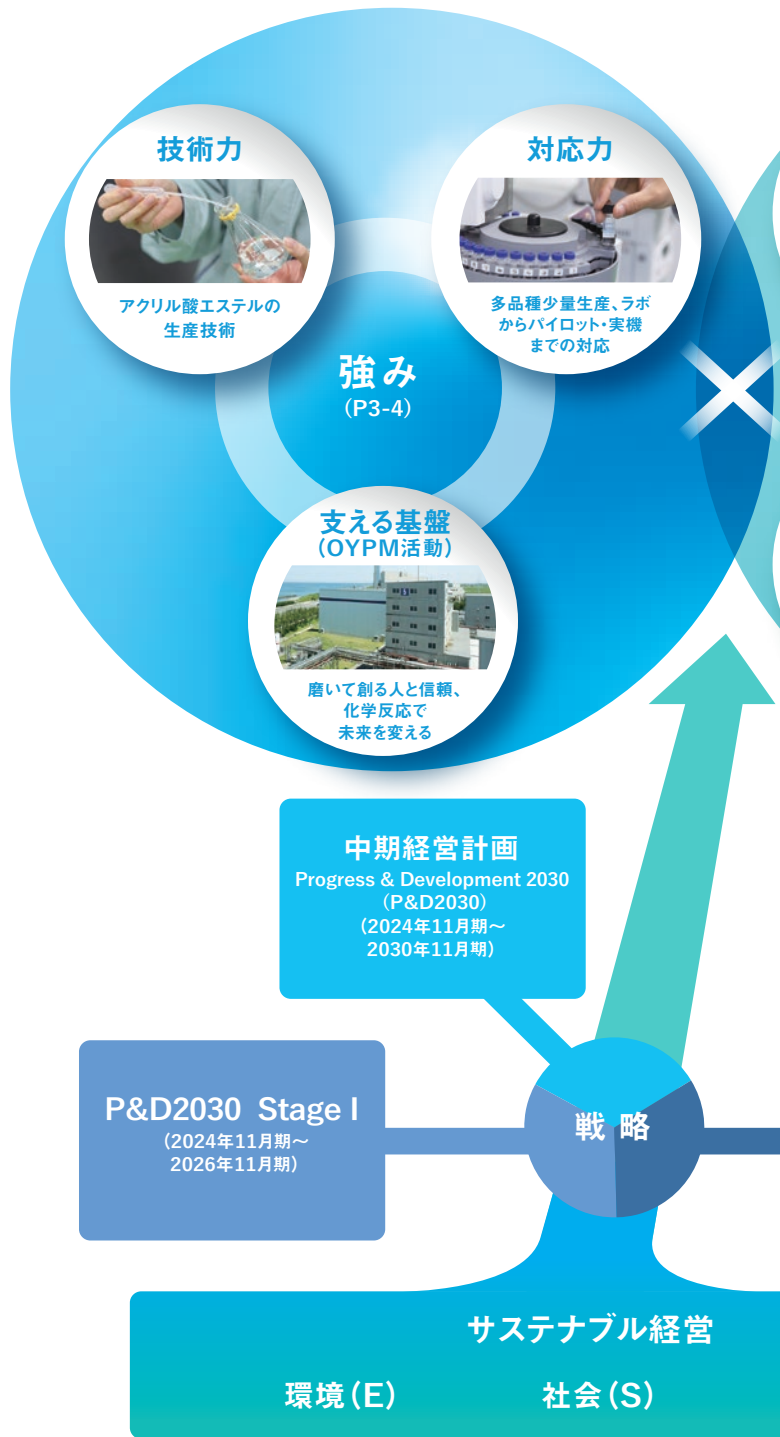 技術力
アクリル酸エステルの
生産技術
対応力
多品種少量生産、ラボ
からパイロット・実機
までの対応
強み
(P3-4)
支える基盤
(OYPM活動)
磨いて創る人と信頼、
化学反応で
未来を変える
中期経営計画
Progress & Development 2030
(P&D2030)
(2024年11月期～
2030年11月期)
P&D2030 Stage I
(2024年11月期～
2026年11月期)
戦略
サステナブル経営
環境(E) 社会(S)